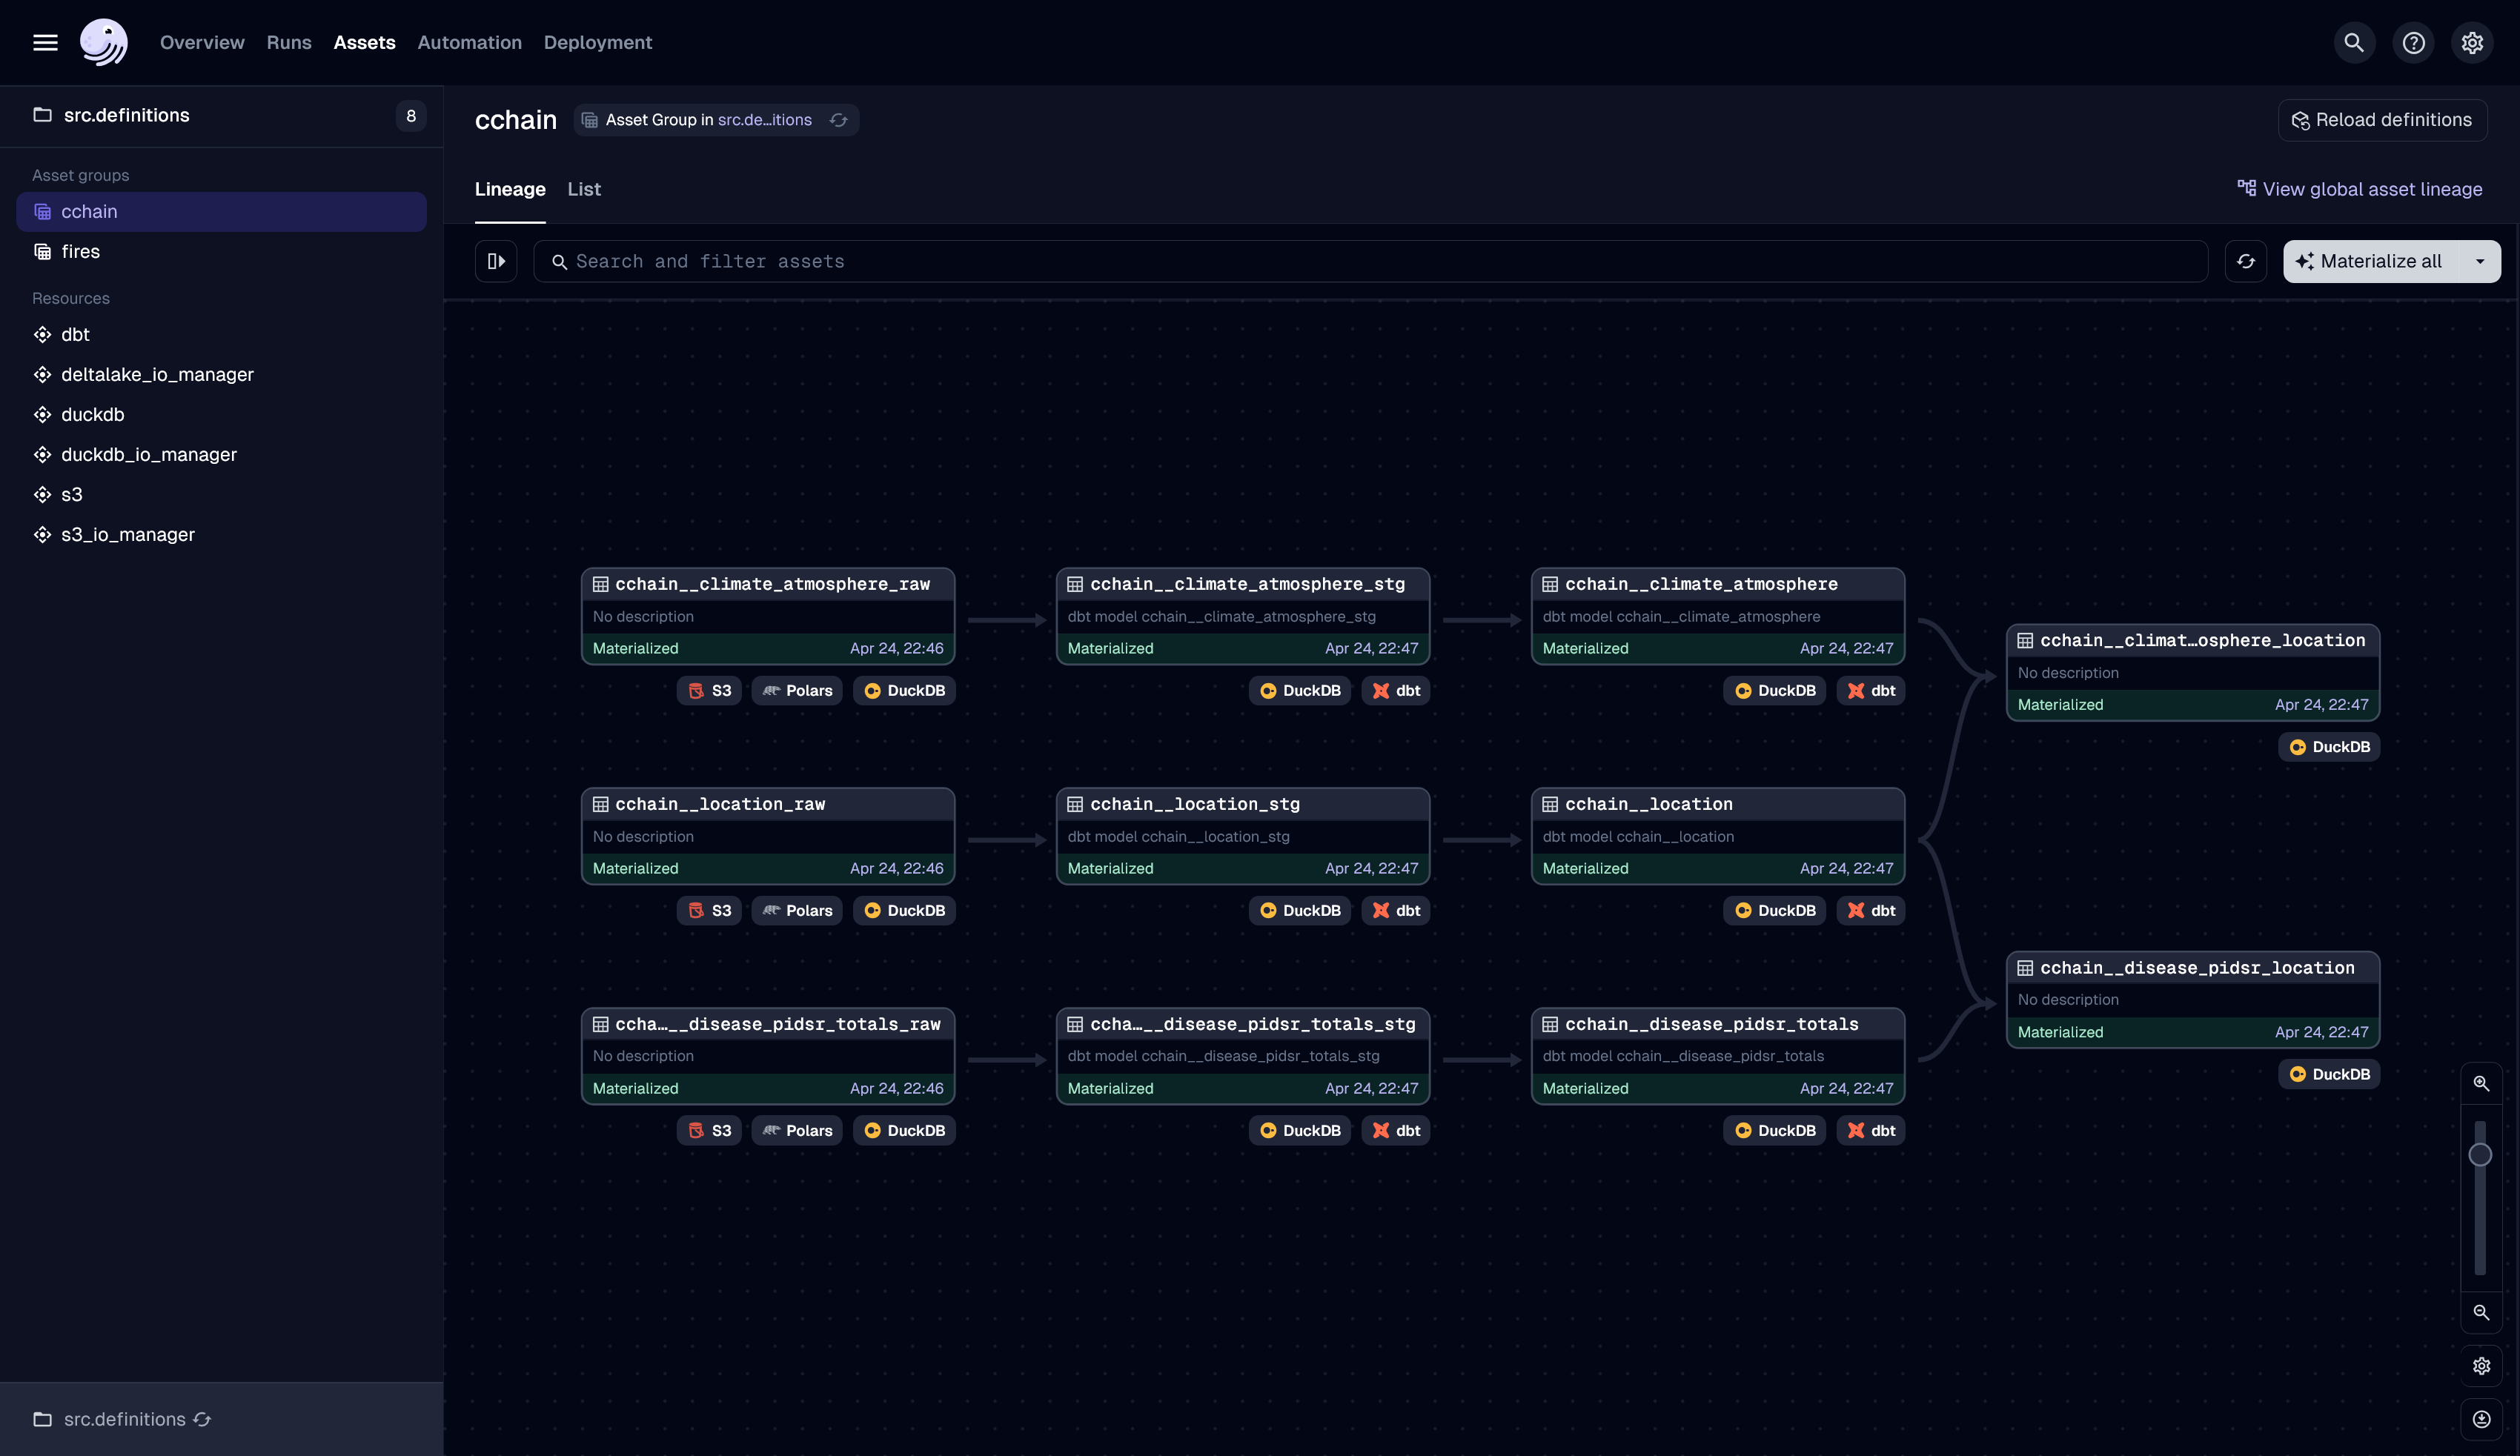 Overview Runs Assets Automation Deployment
src.definitions 8
Asset groups
cchain
fires
Resources
dbt
deltalake_io_manager
duckdb
duckdb_io_manager
s3
s3_io_manager
src.definitions
cchain Asset Group in src.de...itions Reload definitions
Lineage List View global asset lineage
Search and filter assets Materialize all
cchain__climate_atmosphere_raw
No description
Materialized Apr 24, 22:46
S3 Polars DuckDB
cchain__climate_atmosphere_stg
dbt model cchain__climate_atmosphere_stg
Materialized Apr 24, 22:47
DuckDB dbt
cchain__climate_atmosphere
dbt model cchain__climate_atmosphere
Materialized Apr 24, 22:47
DuckDB dbt
cchain__climat…osphere_location
No description
Materialized Apr 24, 22:47
DuckDB
cchain__location_raw
No description
Materialized Apr 24, 22:46
S3 Polars DuckDB
cchain__location_stg
dbt model cchain__location_stg
Materialized Apr 24, 22:47
DuckDB dbt
cchain__location
dbt model cchain__location
Materialized Apr 24, 22:47
DuckDB dbt
cchain__disease_pidsr_location
No description
Materialized Apr 24, 22:47
DuckDB
ccha…__disease_pidsr_totals_raw
No description
Materialized Apr 24, 22:46
S3 Polars DuckDB
ccha…__disease_pidsr_totals_stg
dbt model cchain__disease_pidsr_totals_stg
Materialized Apr 24, 22:47
DuckDB dbt
cchain__disease_pidsr_totals
dbt model cchain__disease_pidsr_totals
Materialized Apr 24, 22:47
DuckDB dbt